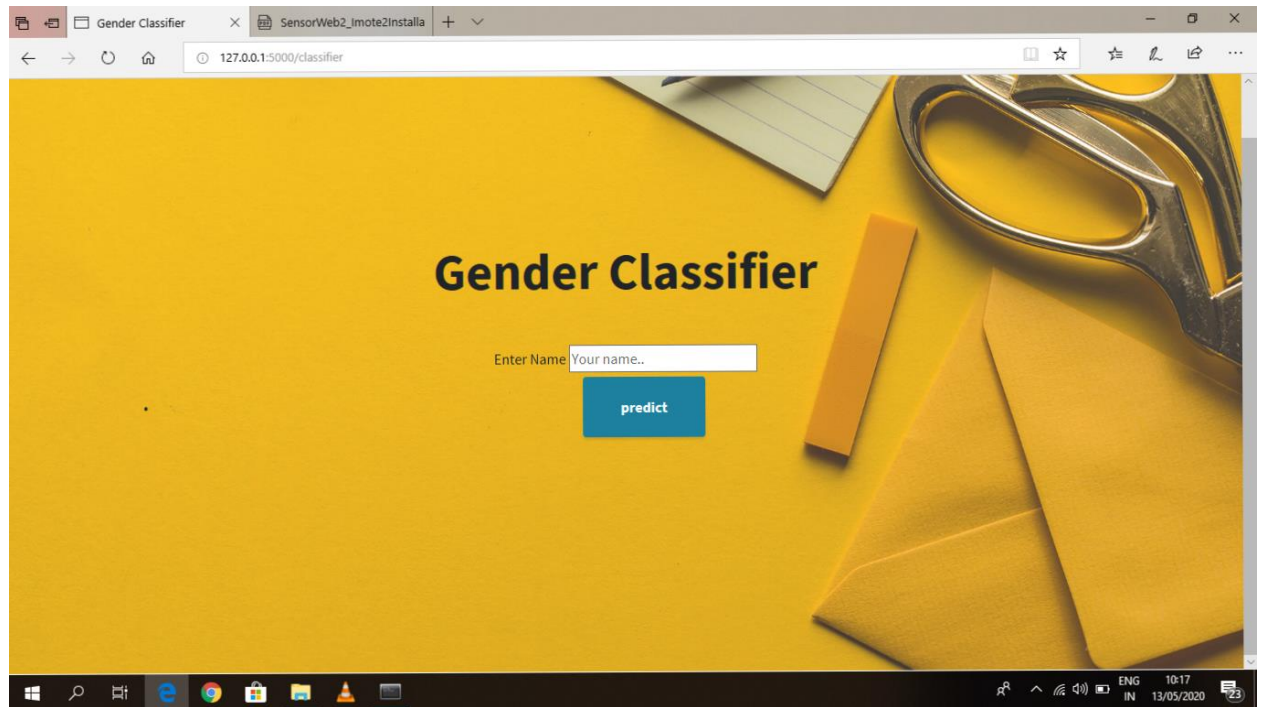 Gender Classifier
SensorWeb2_Imote2Installa
127.0.0.1:5000/classifier
Gender Classifier
Enter Name Your name..
predict
ENG 10:17
IN 13/05/2020
23